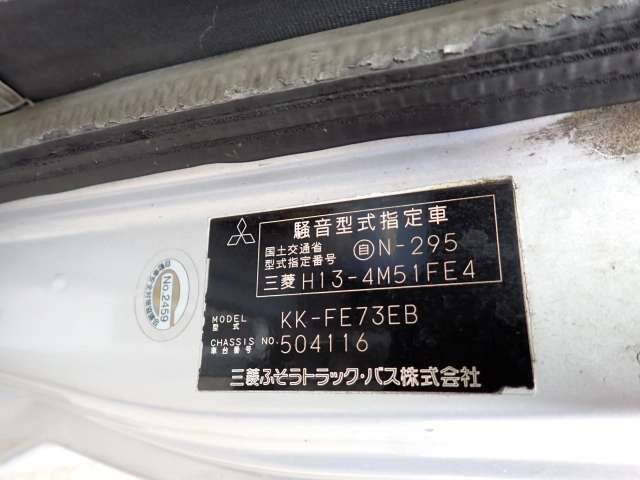 騒音型式指定車
国土交通省
型式指定番号 自N-295
三菱 H13-4M51FE4
MODEL
型式 KK-FE73EB
CHASSIS NO.
車台番号 504116
三菱ふそうトラック・バス株式会社
No.2459